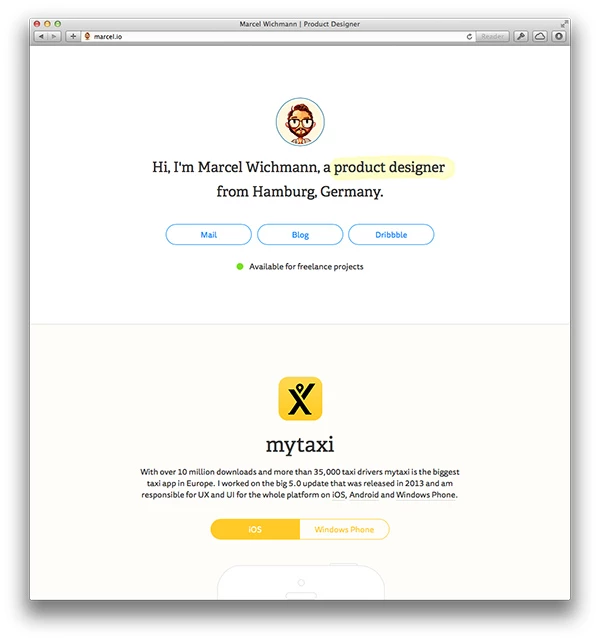 Marcel Wichmann | Product Designer
marcel.io
Reader
Hi, I'm Marcel Wichmann, a product designer
from Hamburg, Germany.
Mail
Blog
Dribbble
Available for freelance projects
mytaxi
With over 10 million downloads and more than 35,000 taxi drivers mytaxi is the biggest
taxi app in Europe. I worked on the big 5.0 update that was released in 2013 and am
responsible for UX and UI for the whole platform on iOS, Android and Windows Phone.
iOS
Windows Phone